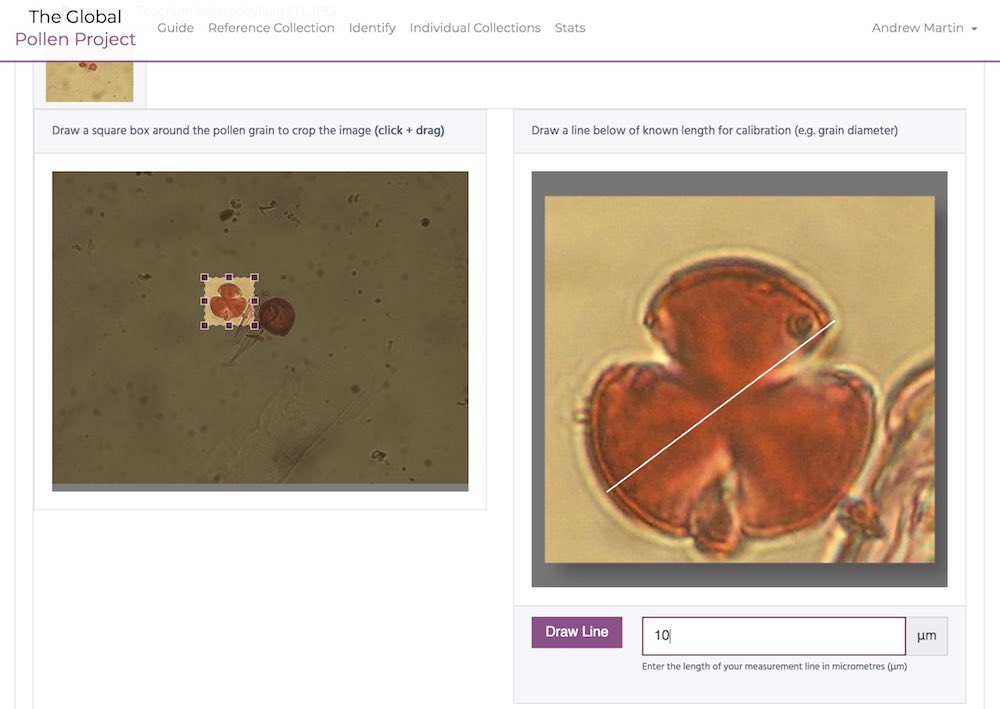 Teucrium hetarophyllum (1).JPG
The Global
Pollen Project
Guide
Reference Collection
Identify
Individual Collections
Stats
Andrew Martin
Draw a square box around the pollen grain to crop the image (click + drag)
Draw a line below of known length for calibration (e.g. grain diameter)
Draw Line
10
μm
Enter the length of your measurement line in micrometres (μm)